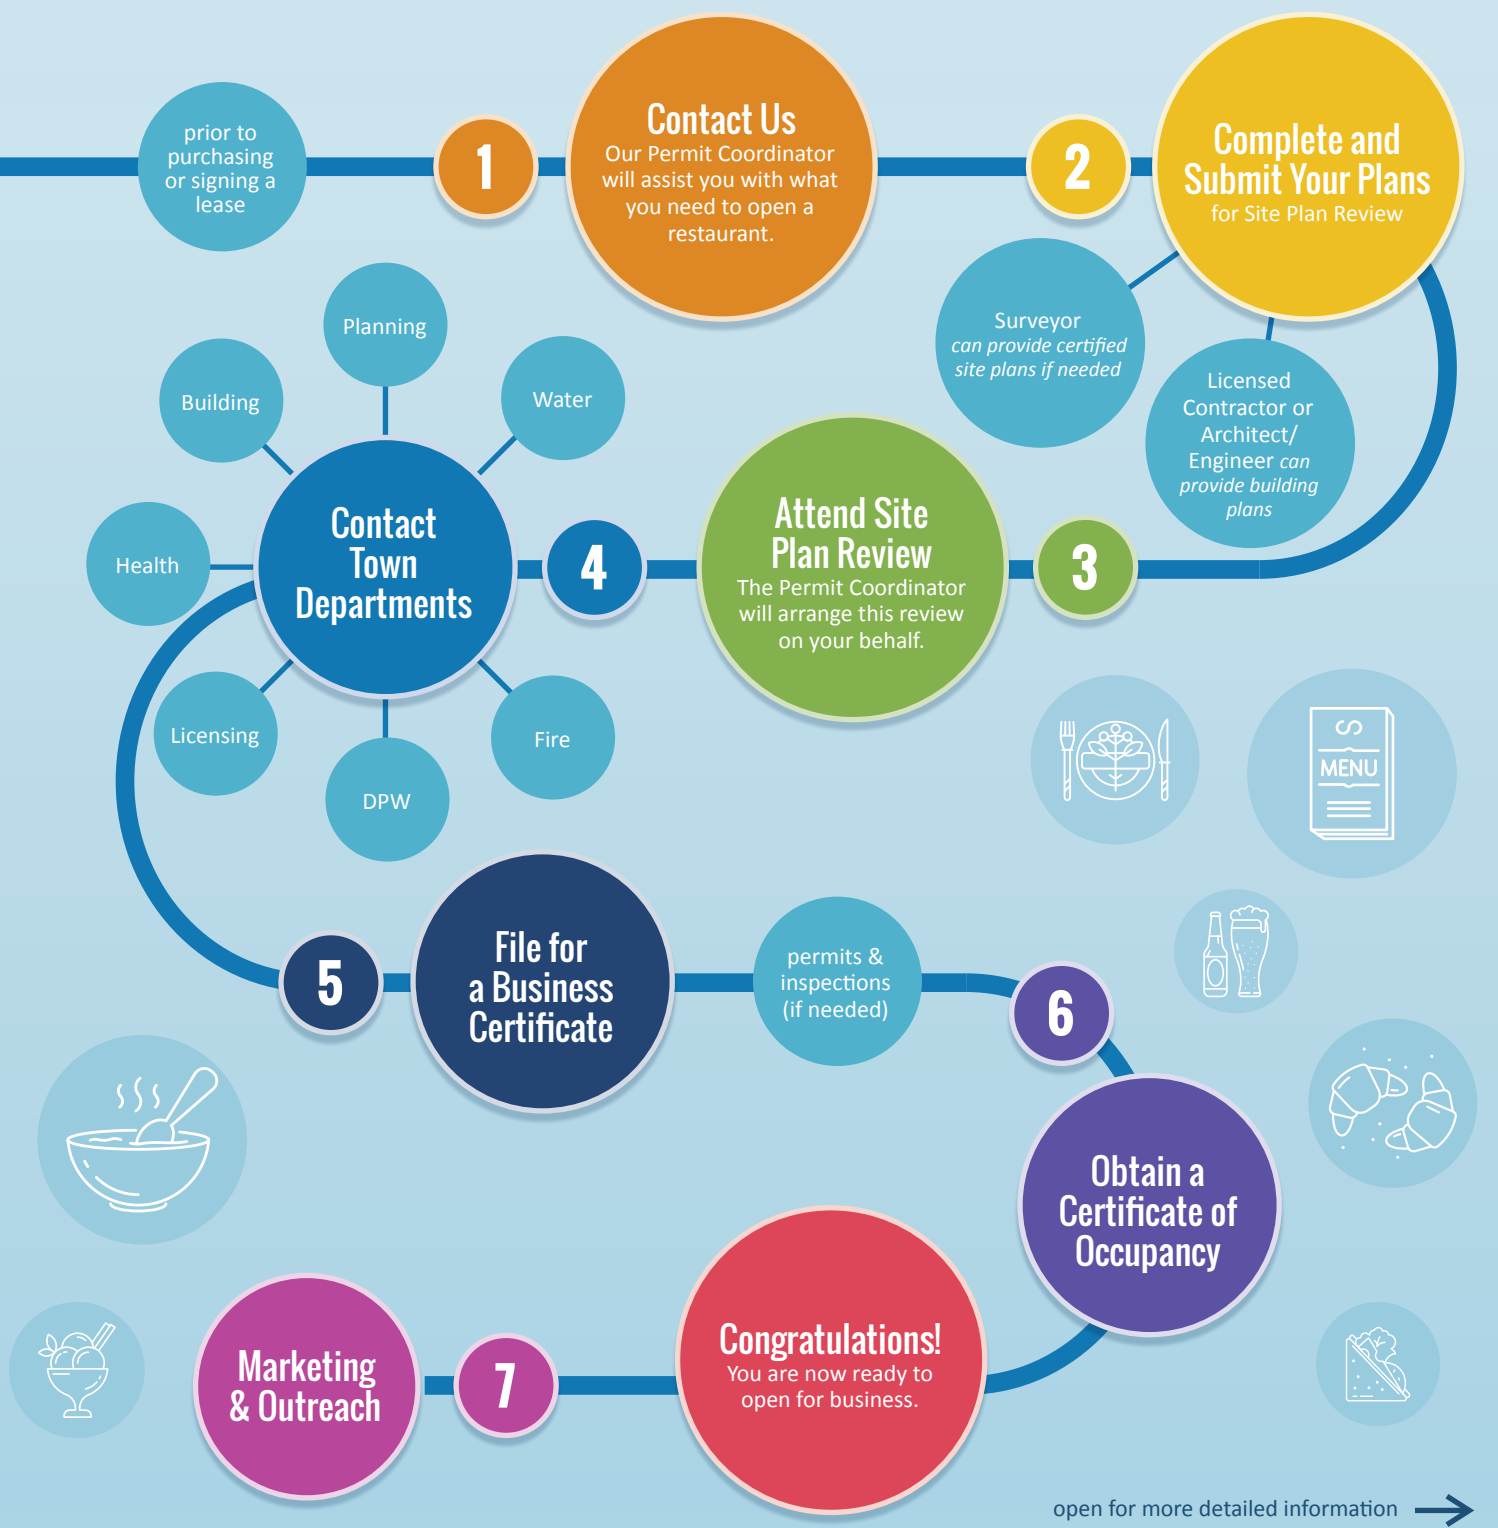 prior to
purchasing
or signing a
lease
1
Contact Us
Our Permit Coordinator
will assist you with what
you need to open a
restaurant.
2
Complete and
Submit Your Plans
for Site Plan Review
Surveyor
can provide certified
site plans if needed
Licensed
Contractor or
Architect/
Engineer can
provide building
plans
3
Attend Site
Plan Review
The Permit Coordinator
will arrange this review
on your behalf.
4
Contact
Town
Departments
Planning
Water
Building
Health
Licensing
DPW
Fire
MENU
5
File for
a Business
Certificate
permits &
inspections
(if needed)
6
Obtain a
Certificate of
Occupancy
Congratulations!
You are now ready to
open for business.
7
Marketing
& Outreach
open for more detailed information